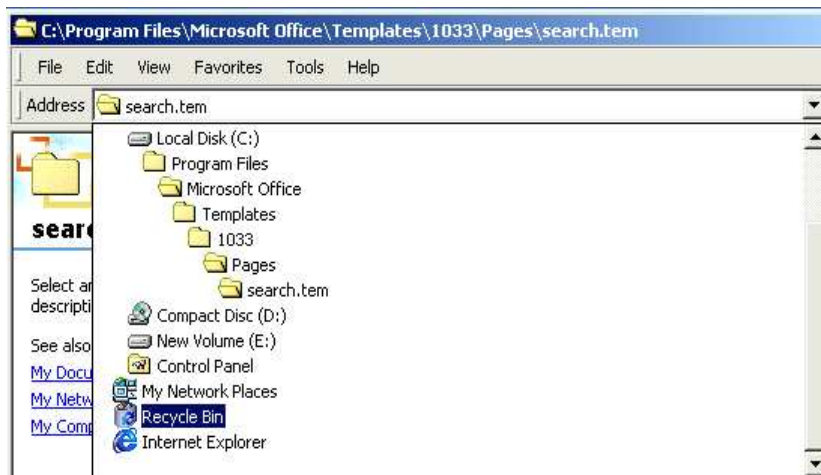 C:\Program Files\Microsoft Office\Templates\1033\Pages\search.tem
File Edit View Favorites Tools Help
Address search.tem
Local Disk (C:)
Program Files
Microsoft Office
Templates
1033
Pages
search.tem
Compact Disc (D:)
New Volume (E:)
Control Panel
My Network Places
Recycle Bin
Internet Explorer
sear
Select a
descripti
See also
My Docu
My Netw
My Comp